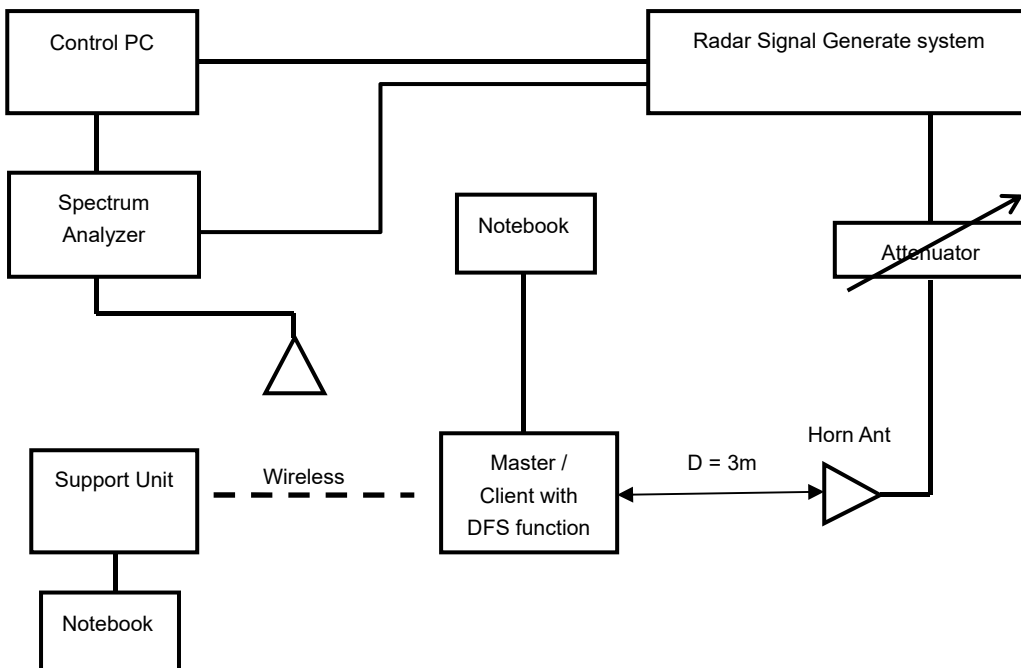 Control PC
Radar Signal Generate system
Spectrum
Analyzer
Notebook
Attenuator
Horn Ant
Support Unit
Wireless
Master /
Client with
DFS function
D = 3m
Notebook